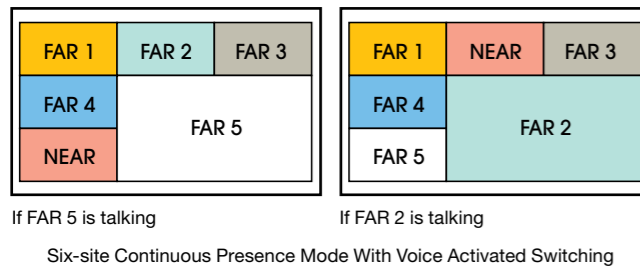 FAR 1 FAR 2 FAR 3
FAR 4
FAR 5
NEAR
If FAR 5 is talking
FAR 1 NEAR FAR 3
FAR 4
FAR 2
FAR 5
If FAR 2 is talking
Six-site Continuous Presence Mode With Voice Activated Switching